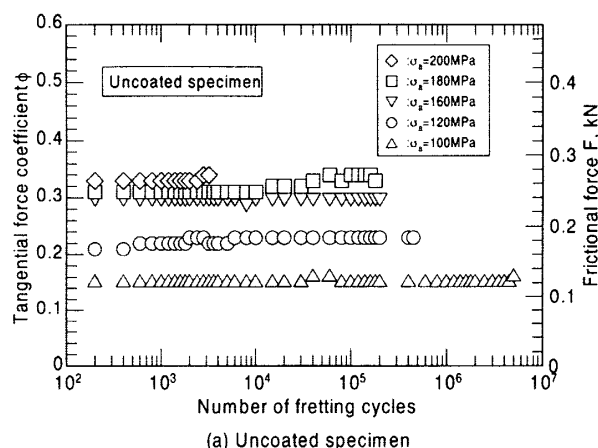 Uncoated specimen
:σa=200MPa
:σa=180MPa
:σa=160MPa
:σa=120MPa
:σa=100MPa
Tangential force coefficient ϕ
0.6
0.5
0.4
0.3
0.2
0.1
0
Frictional force F, kN
0.4
0.3
0.2
0.1
0
10² 10³ 10⁴ 10⁵ 10⁶ 10⁷
Number of fretting cycles
(a) Uncoated specimen